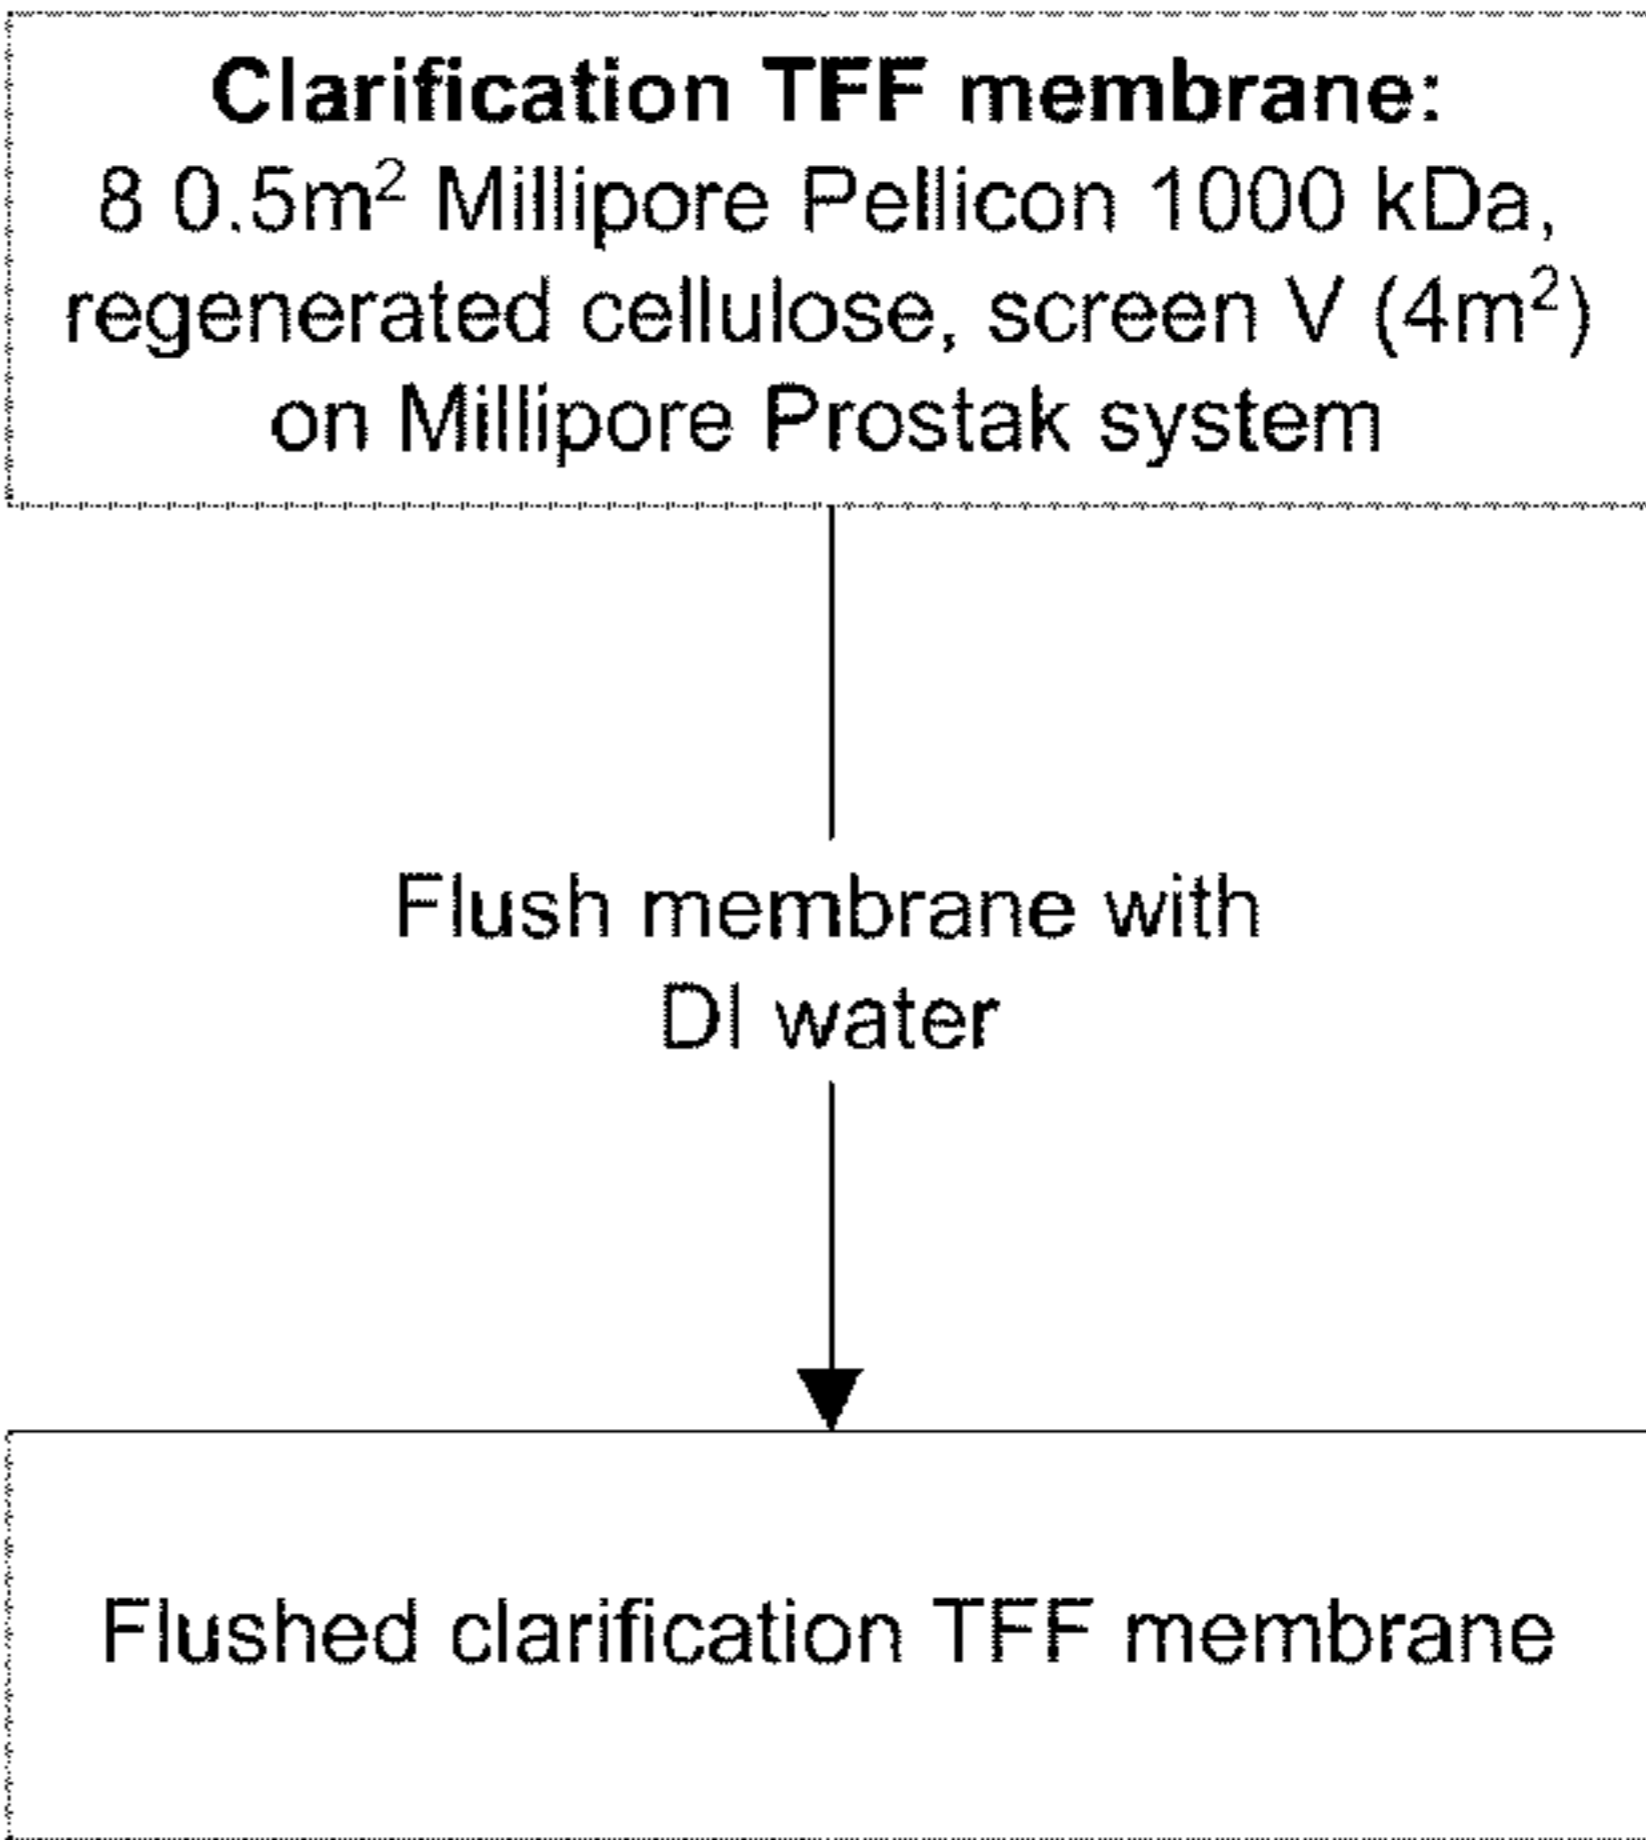 Clarification TFF membrane:
8 0.5m² Millipore Pellicon 1000 kDa,
regenerated cellulose, screen V (4m²)
on Millipore Prostak system
Flush membrane with
DI water
Flushed clarification TFF membrane